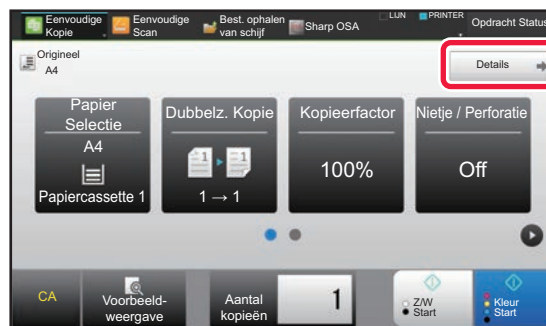 Eenvoudige Kopie
Eenvoudige Scan
Best. ophalen van schijf
Sharp OSA
LIJN
PRINTER
Opdracht Status
Origineel
A4
Details
Papier Selectie
A4
Papiercassette 1
Dubbelz. Kopie
1
1
1 → 1
Kopieerfactor
100%
Nietje / Perforatie
Off
CA
Voorbeeld-
weergave
Aantal
kopieën
1
Z/W
Start
Kleur
Start